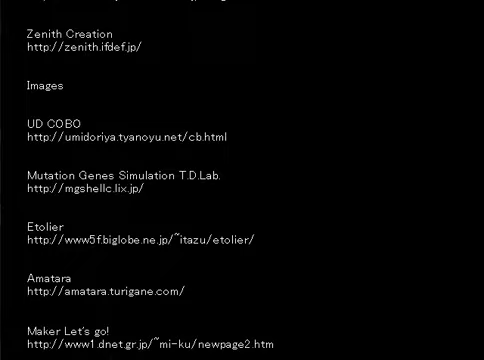 Zenith Creation
http://zenith.ifdef.jp/
Images
UD COBO
http://umidoriya.tyanoyu.net/cb.html
Mutation Genes Simulation T.D.Lab.
http://mgshellc.lix.jp/
Etolier
http://www5f.biglobe.ne.jp/~itazu/etolier/
Amatara
http://amatara.turigane.com/
Maker Let's go!
http://www1.dnet.gr.jp/~mi-ku/newpage2.htm